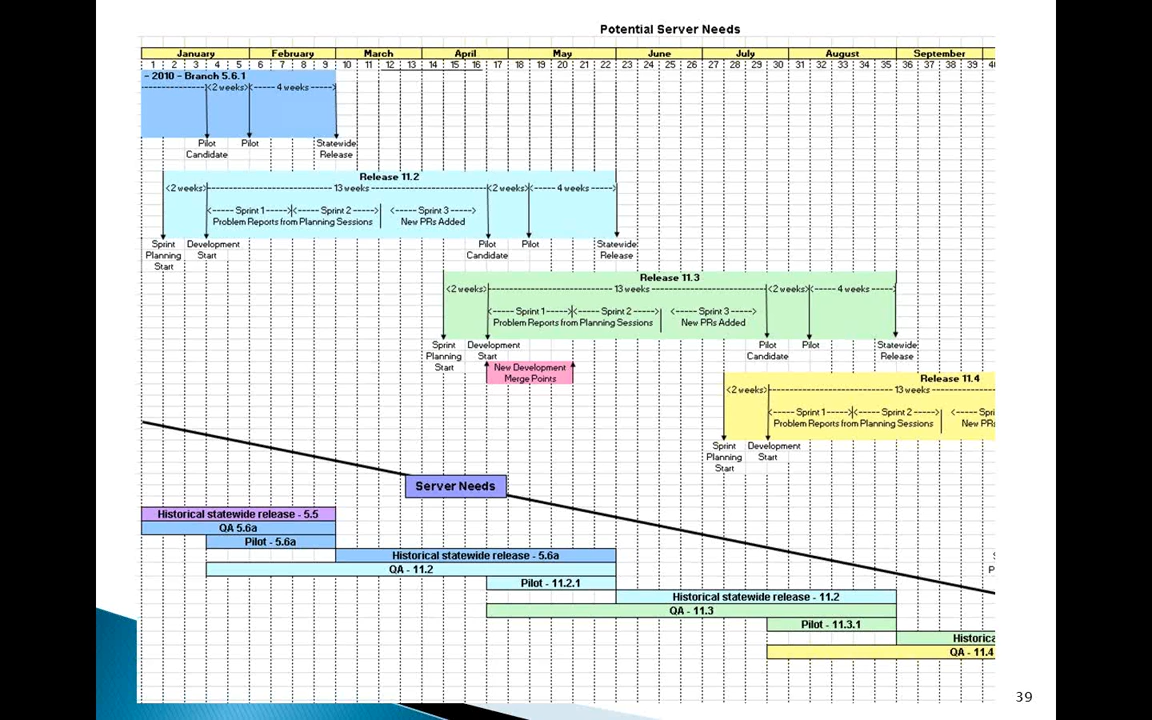 Potential Server Needs
January February March April May June July August September
1 2 3 4 5 6 7 8 9 10 11 12 13 14 15 16 17 18 19 20 21 22 23 24 25 26 27 28 29 30 31 32 33 34 35 36 37 38 39
- 2010 - Branch 5.6.1
2 weeks 4 weeks
Pilot Candidate
Pilot
Statewide Release
Release 11.2
2 weeks 13 weeks 2 weeks 4 weeks
Sprint 1 Sprint 2 Sprint 3
Problem Reports from Planning Sessions New PRs Added
Sprint Planning Start
Development Start
Pilot Candidate
Pilot
Statewide Release
Release 11.3
2 weeks 13 weeks 2 weeks 4 weeks
Sprint 1 Sprint 2 Sprint 3
Problem Reports from Planning Sessions New PRs Added
Sprint Planning Start
Development Start
Pilot Candidate
Pilot
Statewide Release
New Development
Merge Points
Release 11.4
2 weeks 13 weeks
Sprint 1 Sprint 2 Spri
Problem Reports from Planning Sessions New PRs
Sprint Planning Start
Development Start
Server Needs
Historical statewide release - 5.5
QA 5.6a
Pilot - 5.6a
Historical statewide release - 5.6a
QA - 11.2
Pilot - 11.2.1
Historical statewide release - 11.2
QA - 11.3
Pilot - 11.3.1
Historica
QA - 11.4
39